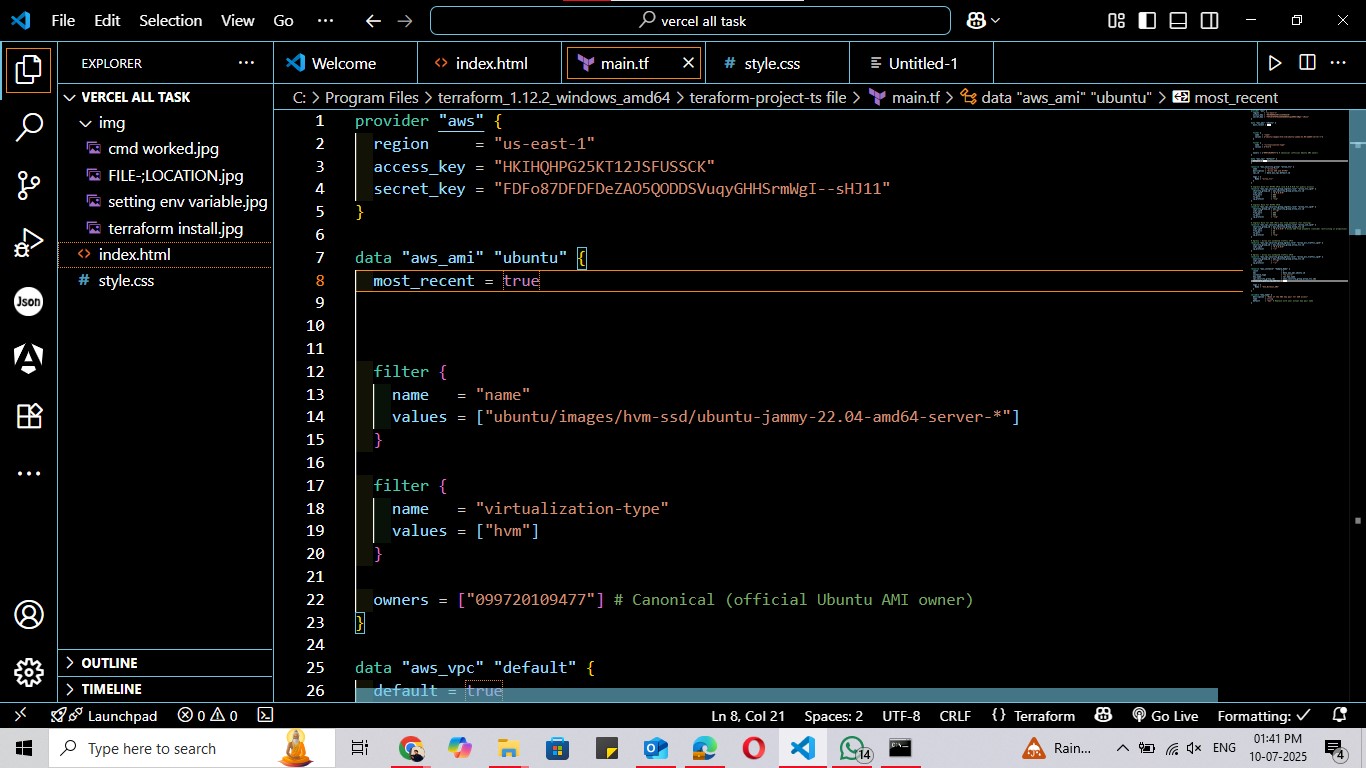 File Edit Selection View Go ··· vercel all task
EXPLORER ···
Welcome
index.html
main.tf
style.css
Untitled-1
VERCEL ALL TASK
img
cmd worked.jpg
FILE-;LOCATION.jpg
setting env variable.jpg
terraform install.jpg
index.html
style.css
OUTLINE
TIMELINE
C: > Program Files > terraform_1.12.2_windows_amd64 > teraform-project-ts file > main.tf > data "aws_ami" "ubuntu" > most_recent
1 provider "aws" {
2 region = "us-east-1"
3 access_key = "HKIHQHPG25KT12JSFUSSCK"
4 secret_key = "FDFo87DFDFDeZAO5QODDSVuqyGHHSrmWgI--sHJ11"
5 }
6
7 data "aws_ami" "ubuntu" {
8 most_recent = true
9
10
11
12 filter {
13 name = "name"
14 values = ["ubuntu/images/hvm-ssd/ubuntu-jammy-22.04-amd64-server-*"]
15 }
16
17 filter {
18 name = "virtualization-type"
19 values = ["hvm"]
20 }
21
22 owners = ["099720109477"] # Canonical (official Ubuntu AMI owner)
23 }
24
25 data "aws_vpc" "default" {
26 default = true
Json
Launchpad 0 0 Ln 8, Col 21 Spaces: 2 UTF-8 CRLF {} Terraform Go Live Formatting: ✓
Type here to search 14 Rain... ENG 01:41 PM
10-07-2025 4